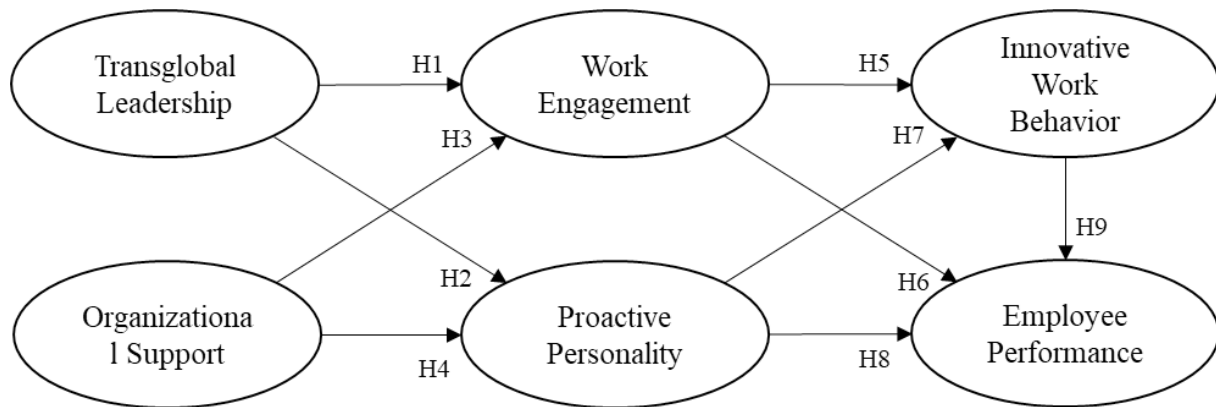 Transglobal
Leadership
H1
Work
Engagement
H5
Innovative
Work
Behavior
H3
H7
H9
H2
H6
Organizationa
l Support
H4
Proactive
Personality
H8
Employee
Performance